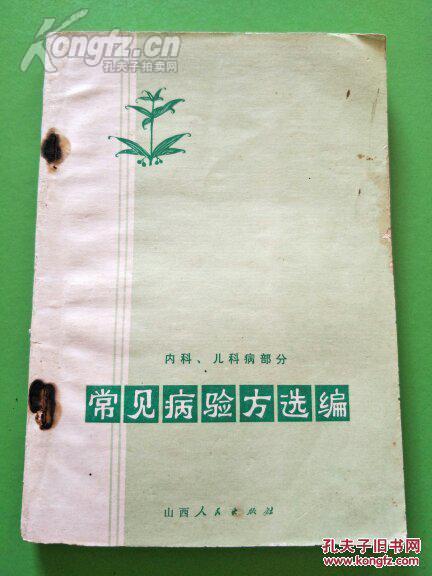 Kongfz.cn
孔夫子拍卖网
内科、儿科病部分
常见病验方选编
山西人民出版社
孔夫子旧书网
www.kongfz.com